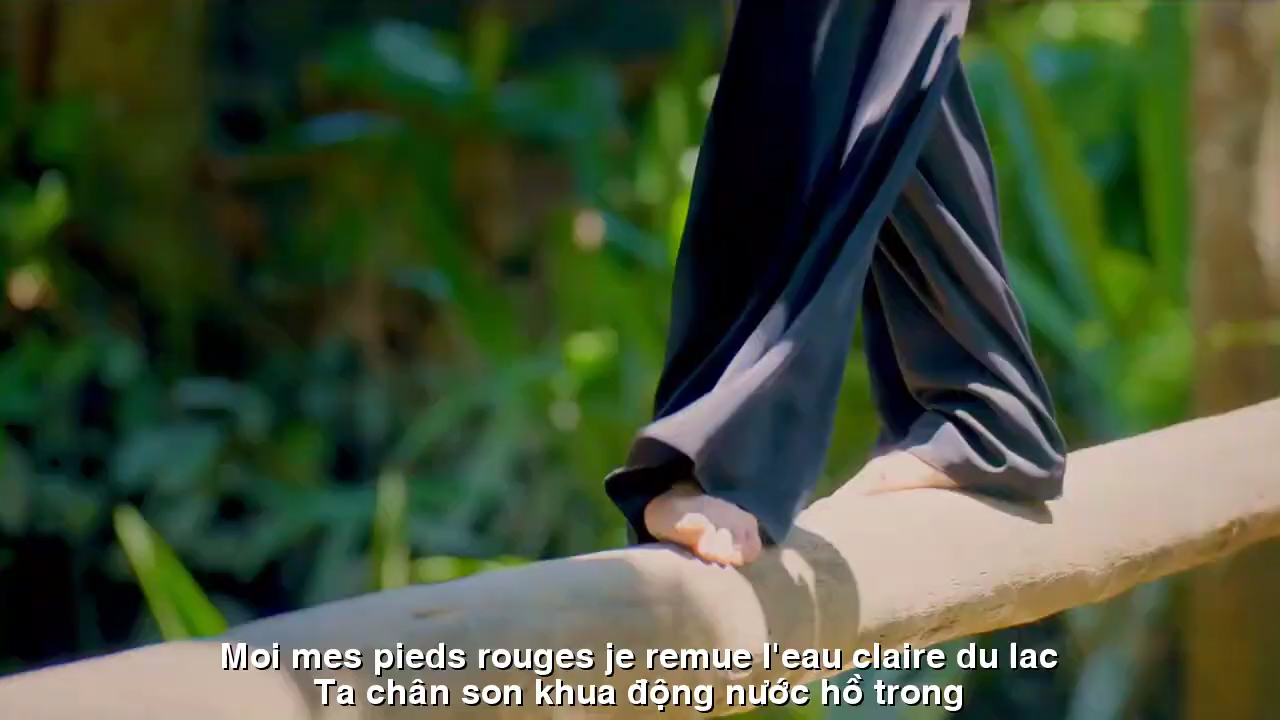 Moi mes pieds rouges je remue l'eau claire du lac
Ta chân son khua động nước hồ trong